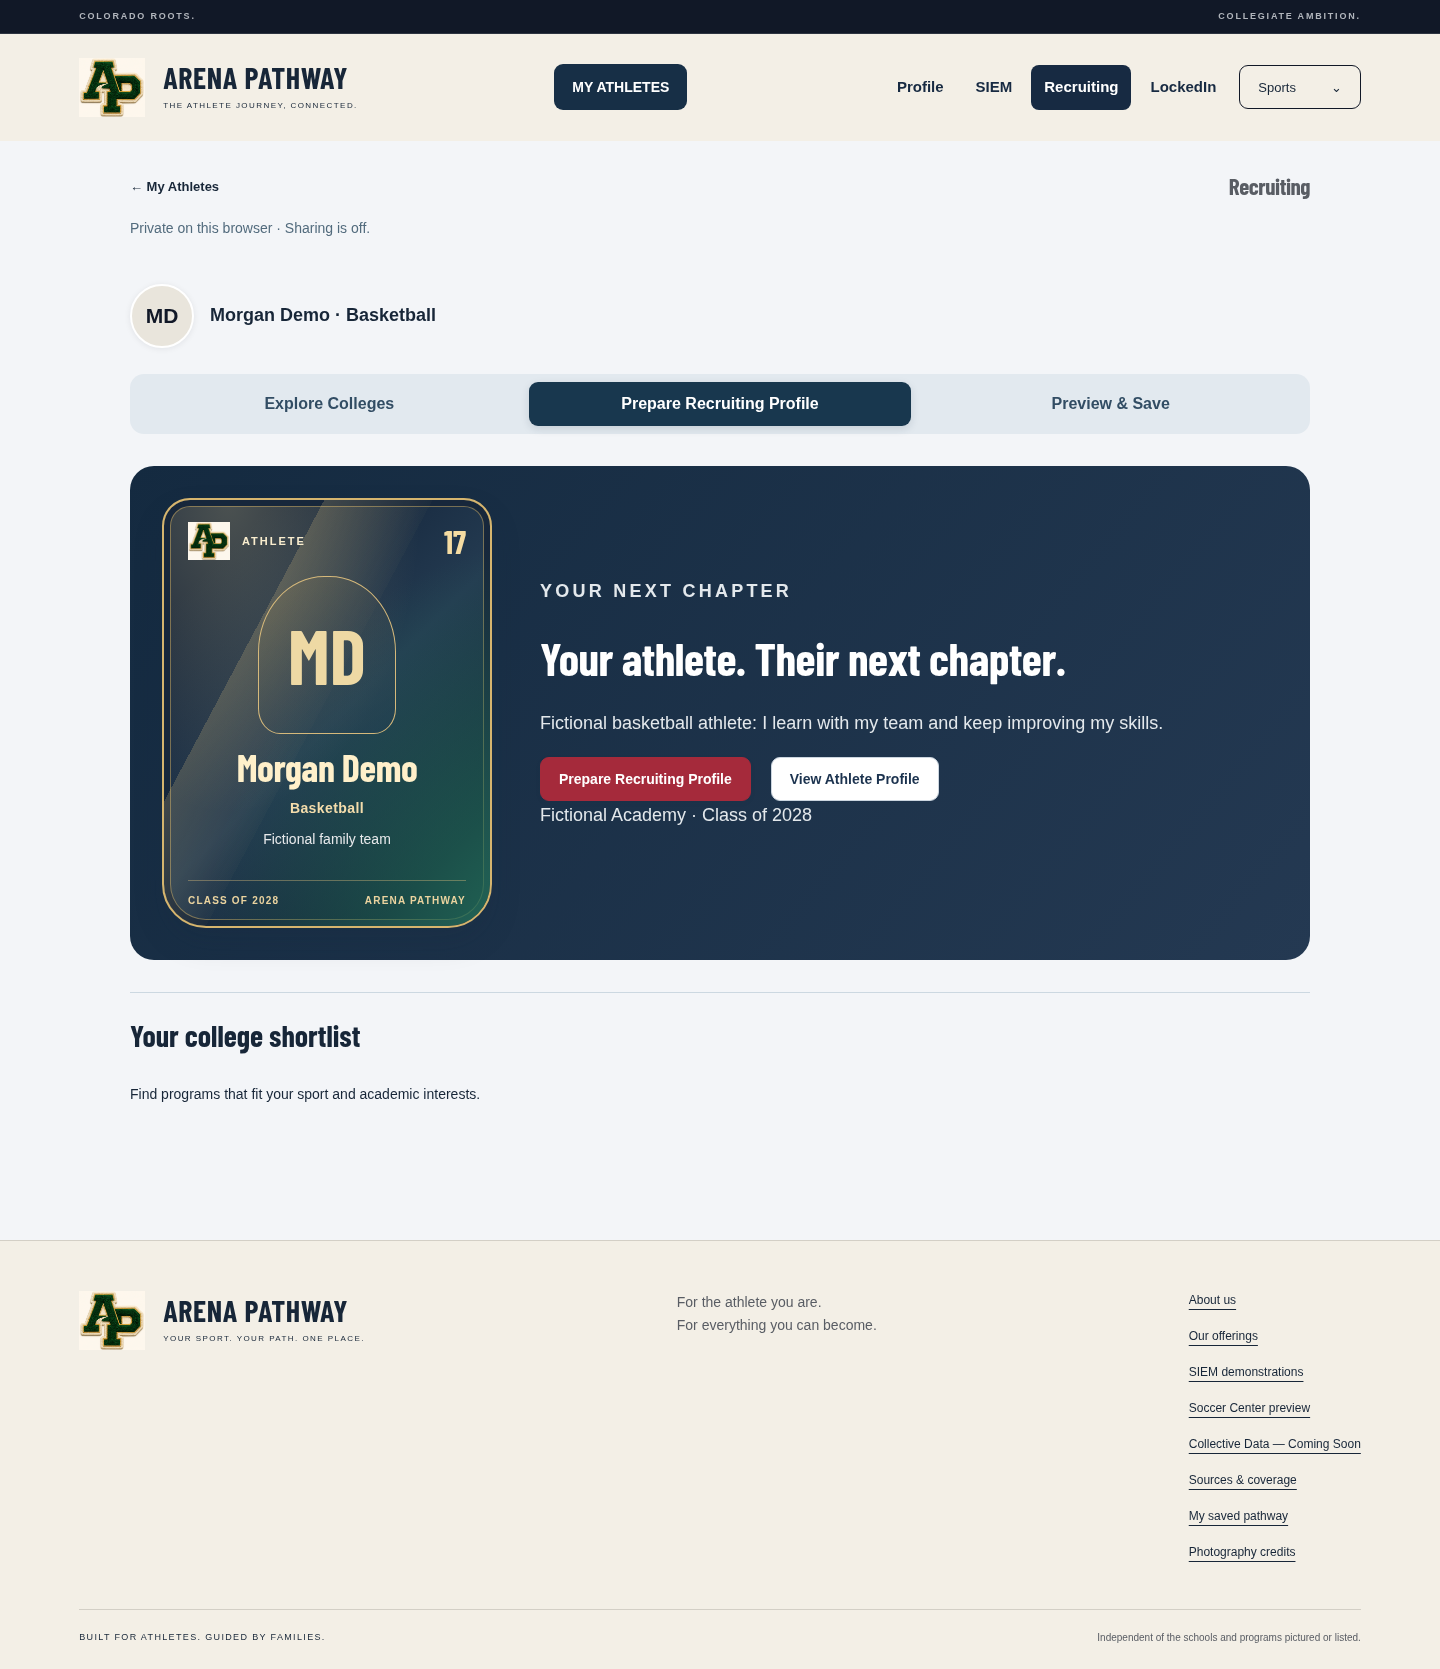 COLORADO ROOTS.
COLLEGIATE AMBITION.
AP
ARENA PATHWAY
THE ATHLETE JOURNEY, CONNECTED.
MY ATHLETES
Profile
SIEM
Recruiting
LockedIn
Sports
← My Athletes
Recruiting
Private on this browser · Sharing is off.
MD
Morgan Demo · Basketball
Explore Colleges
Prepare Recruiting Profile
Preview & Save
AP
ATHLETE
17
MD
Morgan Demo
Basketball
Fictional family team
CLASS OF 2028
ARENA PATHWAY
YOUR NEXT CHAPTER
Your athlete. Their next chapter.
Fictional basketball athlete: I learn with my team and keep improving my skills.
Prepare Recruiting Profile
View Athlete Profile
Fictional Academy · Class of 2028
Your college shortlist
Find programs that fit your sport and academic interests.
AP
ARENA PATHWAY
YOUR SPORT. YOUR PATH. ONE PLACE.
For the athlete you are.
For everything you can become.
About us
Our offerings
SIEM demonstrations
Soccer Center preview
Collective Data — Coming Soon
Sources & coverage
My saved pathway
Photography credits
BUILT FOR ATHLETES. GUIDED BY FAMILIES.
Independent of the schools and programs pictured or listed.